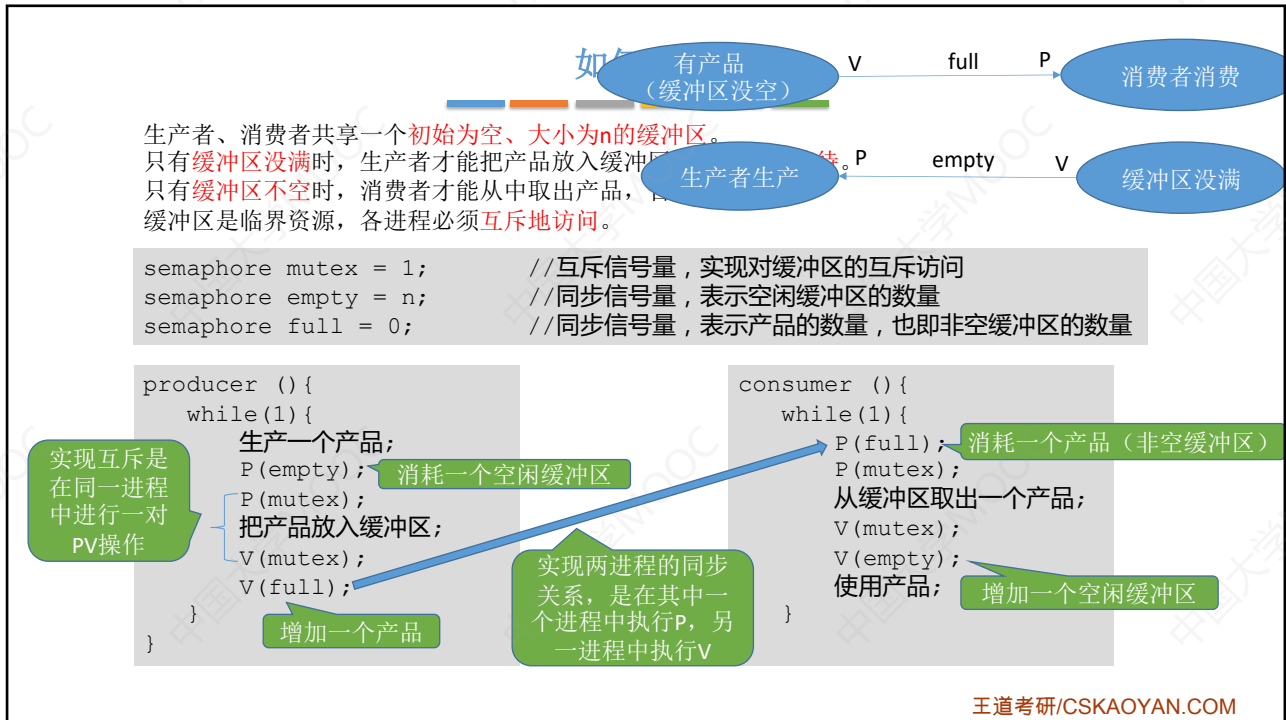 如
有产品
（缓冲区没空）
V full P
消费者消费
生产者、消费者共享一个初始为空、大小为n的缓冲区。
只有缓冲区没满时，生产者才能把产品放入缓冲区 待。
只有缓冲区不空时，消费者才能从中取出产品，
缓冲区是临界资源，各进程必须互斥地访问。
生产者生产
P empty V
缓冲区没满
semaphore mutex = 1; //互斥信号量，实现对缓冲区的互斥访问
semaphore empty = n; //同步信号量，表示空闲缓冲区的数量
semaphore full = 0; //同步信号量，表示产品的数量，也即非空缓冲区的数量
producer (){
while(1){
生产一个产品;
P(empty);
P(mutex);
把产品放入缓冲区;
V(mutex);
V(full);
}
}
实现互斥是
在同一进程
中进行一对
PV操作
消耗一个空闲缓冲区
增加一个产品
实现两进程的同步
关系，是在其中一
个进程中执行P，另
一进程中执行V
consumer (){
while(1){
P(full);
P(mutex);
从缓冲区取出一个产品;
V(mutex);
V(empty);
使用产品;
}
}
消耗一个产品（非空缓冲区）
增加一个空闲缓冲区
王道考研/CSKAOYAN.COM
中国大学MOOC